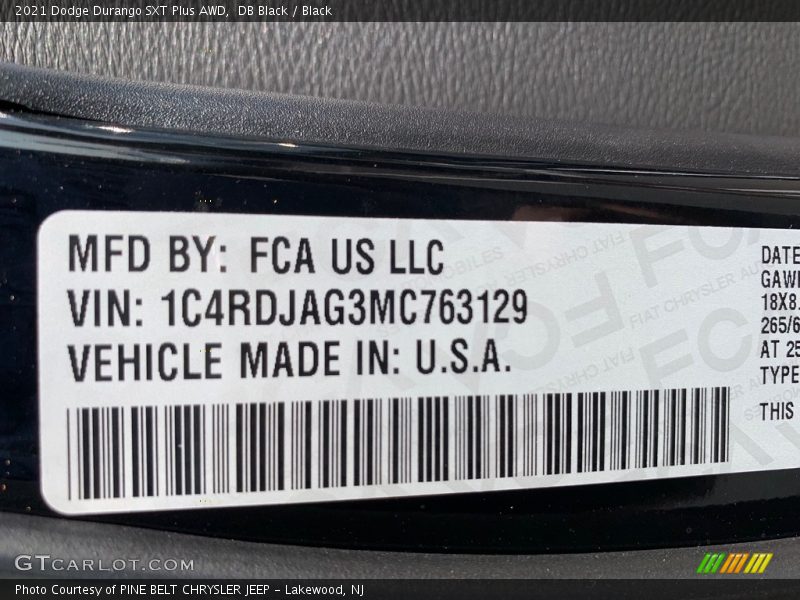 2021 Dodge Durango SXT Plus AWD, DB Black / Black
MFD BY: FCA US LLC
VIN: 1C4RDJAG3MC763129
VEHICLE MADE IN: U.S.A.
DATE
GAW
18X8.
265/6
AT 25
TYPE
THIS
GTCARLOT.COM
Photo Courtesy of PINE BELT CHRYSLER JEEP – Lakewood, NJ